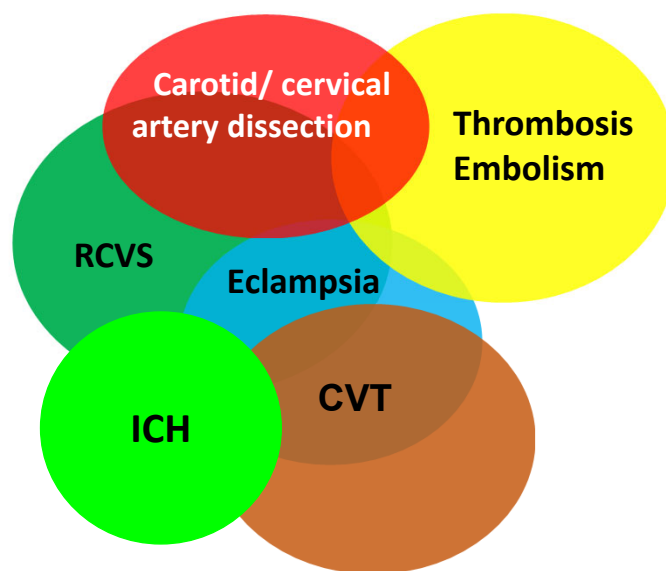 Carotid/ cervical
artery dissection
Thrombosis
Embolism
RCVS
Eclampsia
CVT
ICH